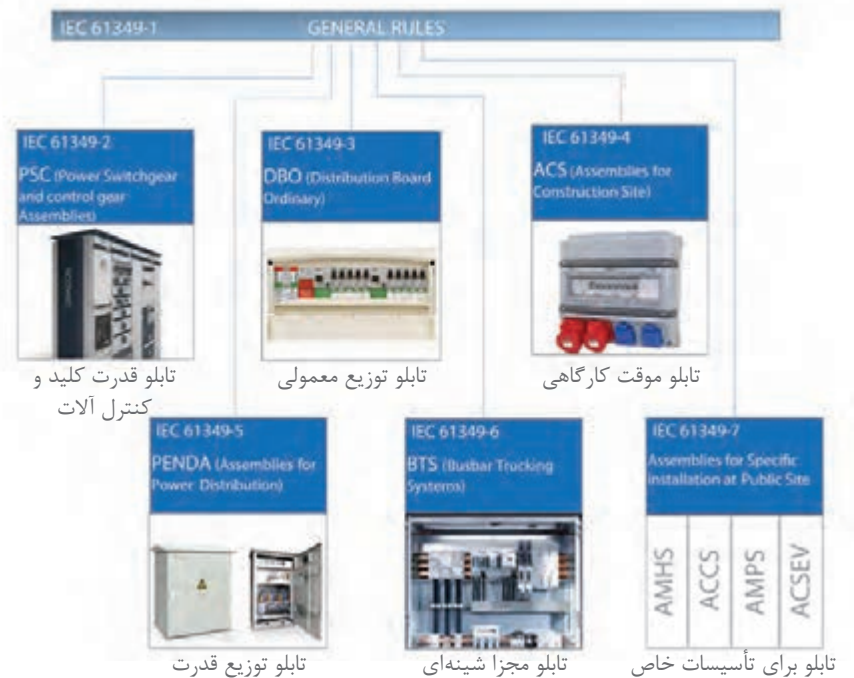 IEC 61349-1 GENERAL RULES
IEC 61349-2
PSC (Power Switchgear
and control gear
Assemblies)
تابلو قدرت کلید و
کنترل آلات
IEC 61349-3
DBO (Distribution Board
Ordinary)
تابلو توزیع معمولی
IEC 61349-4
ACS (Assemblies for
Construction Site)
تابلو موقت کارگاهی
IEC 61349-5
PENDA (Assemblies for
Power Distribution)
تابلو توزیع قدرت
IEC 61349-6
BTS (Busbar Trucking
Systems)
تابلو مجزا شینه‌ای
IEC 61349-7
Assemblies for Specific
installation at Public Site
AMHS
ACCS
AMPS
ACSEV
تابلو برای تأسیسات خاص